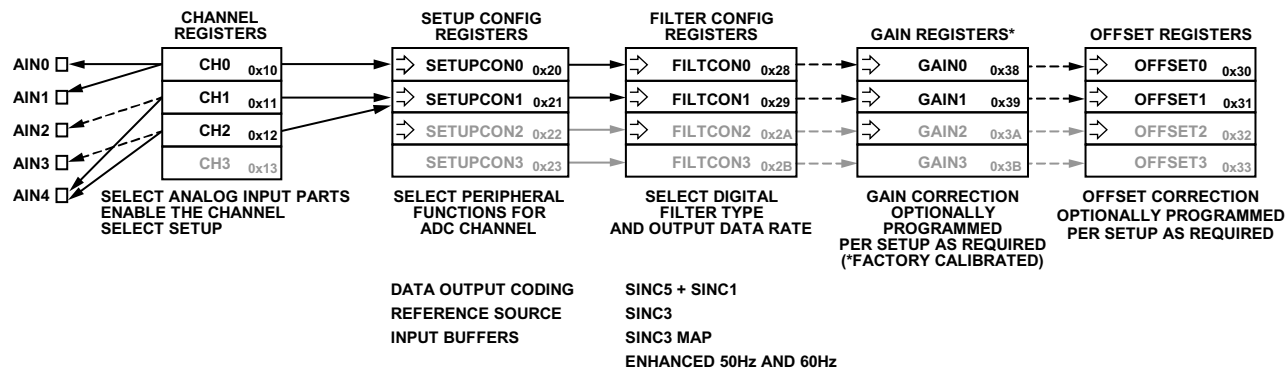 CHANNEL
REGISTERS
SETUP CONFIG
REGISTERS
FILTER CONFIG
REGISTERS
GAIN REGISTERS*
OFFSET REGISTERS
AIN0
AIN1
AIN2
AIN3
AIN4
CH0 0x10
CH1 0x11
CH2 0x12
CH3 0x13
SETUPCON0 0x20
SETUPCON1 0x21
SETUPCON2 0x22
SETUPCON3 0x23
FILTCON0 0x28
FILTCON1 0x29
FILTCON2 0x2A
FILTCON3 0x2B
GAIN0 0x38
GAIN1 0x39
GAIN2 0x3A
GAIN3 0x3B
OFFSET0 0x30
OFFSET1 0x31
OFFSET2 0x32
OFFSET3 0x33
SELECT ANALOG INPUT PARTS
ENABLE THE CHANNEL
SELECT SETUP
SELECT PERIPHERAL
FUNCTIONS FOR
ADC CHANNEL
SELECT DIGITAL
FILTER TYPE
AND OUTPUT DATA RATE
GAIN CORRECTION
OPTIONALLY
PROGRAMMED
PER SETUP AS REQUIRED
(*FACTORY CALIBRATED)
OFFSET CORRECTION
OPTIONALLY PROGRAMMED
PER SETUP AS REQUIRED
DATA OUTPUT CODING
REFERENCE SOURCE
INPUT BUFFERS
SINC5 + SINC1
SINC3
SINC3 MAP
ENHANCED 50Hz AND 60Hz